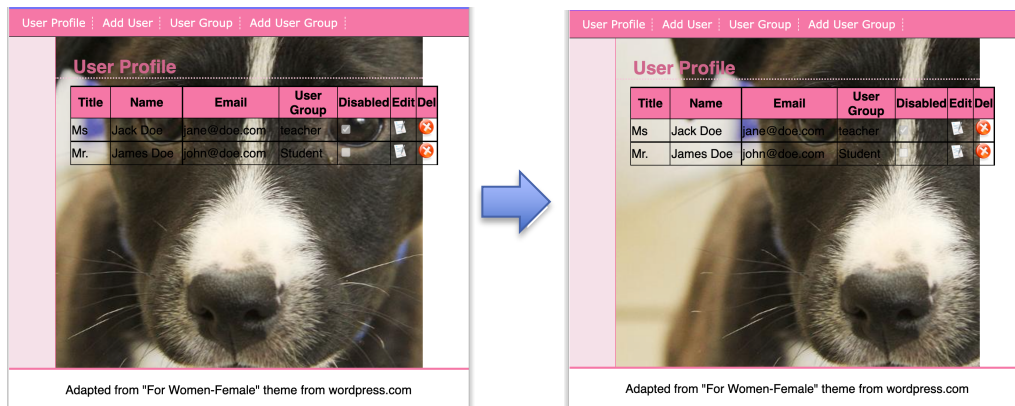 User Profile Add User User Group Add User Group
User Profile
Title Name Email User Group Disabled Edit Del
Ms Jack Doe jane@doe.com teacher
Mr. James Doe john@doe.com Student
Adapted from "For Women-Female" theme from wordpress.com
User Profile Add User User Group Add User Group
User Profile
Title Name Email User Group Disabled Edit Del
Ms Jack Doe jane@doe.com teacher
Mr. James Doe john@doe.com Student
Adapted from "For Women-Female" theme from wordpress.com